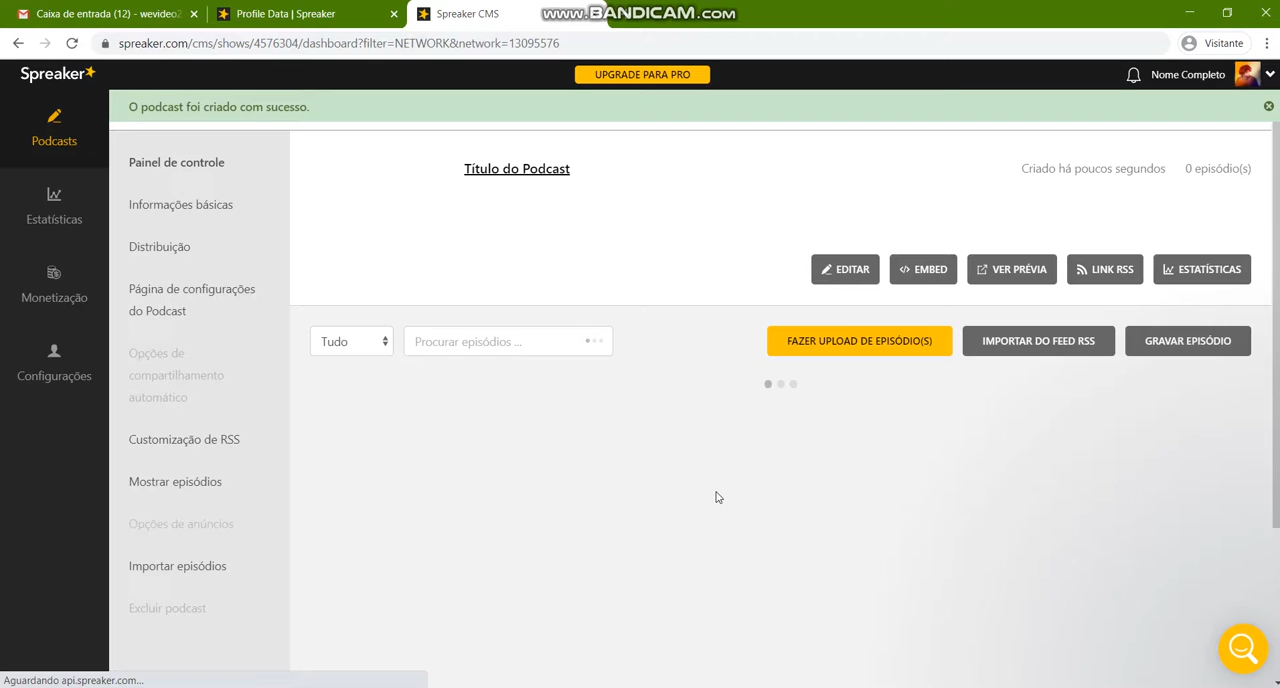 Caixa de entrada (12) - wevideo2
Profile Data | Spreaker
Spreaker CMS
www.BANDICAM.com
spreaker.com/cms/shows/4576304/dashboard?filter=NETWORK&network=13095576
Visitante
Spreaker
UPGRADE PARA PRO
Nome Completo
O podcast foi criado com sucesso.
Podcasts
Estatísticas
Monetização
Configurações
Painel de controle
Informações básicas
Distribuição
Página de configurações
do Podcast
Opções de
compartilhamento
automático
Customização de RSS
Mostrar episódios
Opções de anúncios
Importar episódios
Excluir podcast
Título do Podcast
Criado há poucos segundos
0 episódio(s)
EDITAR
EMBED
VER PRÉVIA
LINK RSS
ESTATÍSTICAS
Tudo
Procurar episódios ...
FAZER UPLOAD DE EPISÓDIO(S)
IMPORTAR DO FEED RSS
GRAVAR EPISÓDIO
Aguardando api.spreaker.com...